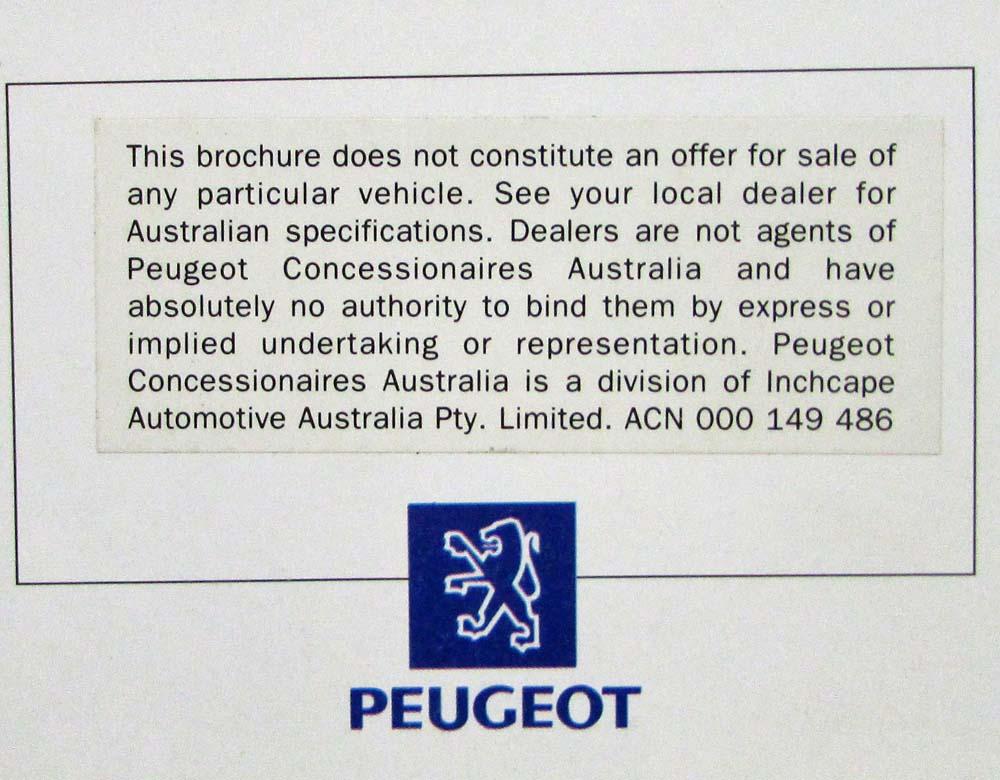 This brochure does not constitute an offer for sale of
any particular vehicle. See your local dealer for
Australian specifications. Dealers are not agents of
Peugeot Concessionaires Australia and have
absolutely no authority to bind them by express or
implied undertaking or representation. Peugeot
Concessionaires Australia is a division of Inchcape
Automotive Australia Pty. Limited. ACN 000 149 486
PEUGEOT